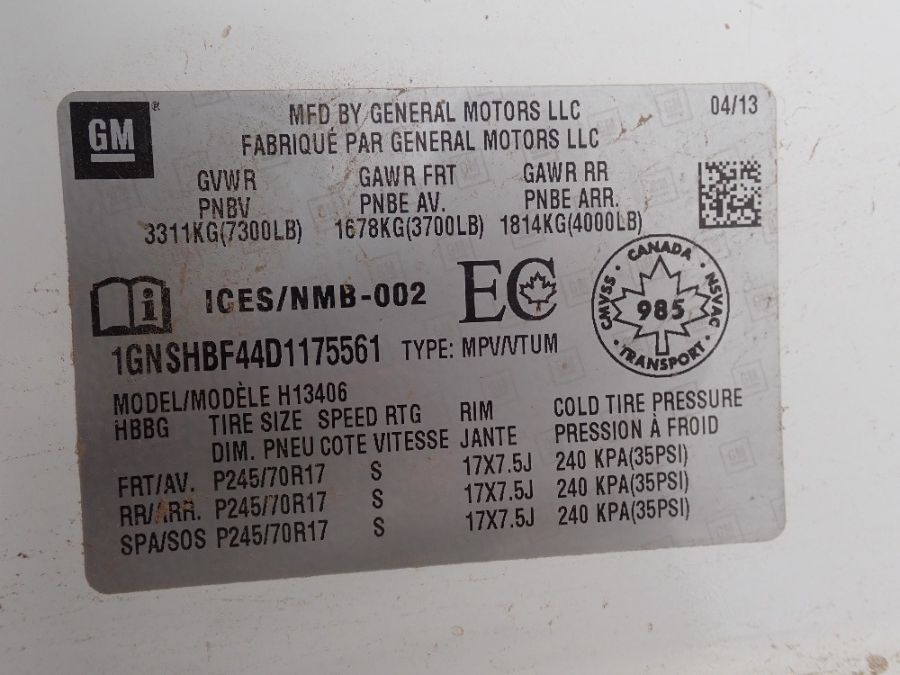 GM ®
MFD BY GENERAL MOTORS LLC 04/13
FABRIQUÉ PAR GENERAL MOTORS LLC
GVWR GAWR FRT GAWR RR
PNBV PNBE AV. PNBE ARR.
3311KG(7300LB) 1678KG(3700LB) 1814KG(4000LB)
i ICES/NMB-002 EC
CANADA
CMVSS 985 NSVAC
TRANSPORT
1GNSHBF44D1175561 TYPE: MPV/VTUM
MODEL/MODÈLE H13406
HBBG TIRE SIZE SPEED RTG RIM COLD TIRE PRESSURE
DIM. PNEU COTE VITESSE JANTE PRESSION À FROID
FRT/AV. P245/70R17 S 17X7.5J 240 KPA(35PSI)
RR/ARR. P245/70R17 S 17X7.5J 240 KPA(35PSI)
SPA/SOS P245/70R17 S 17X7.5J 240 KPA(35PSI)